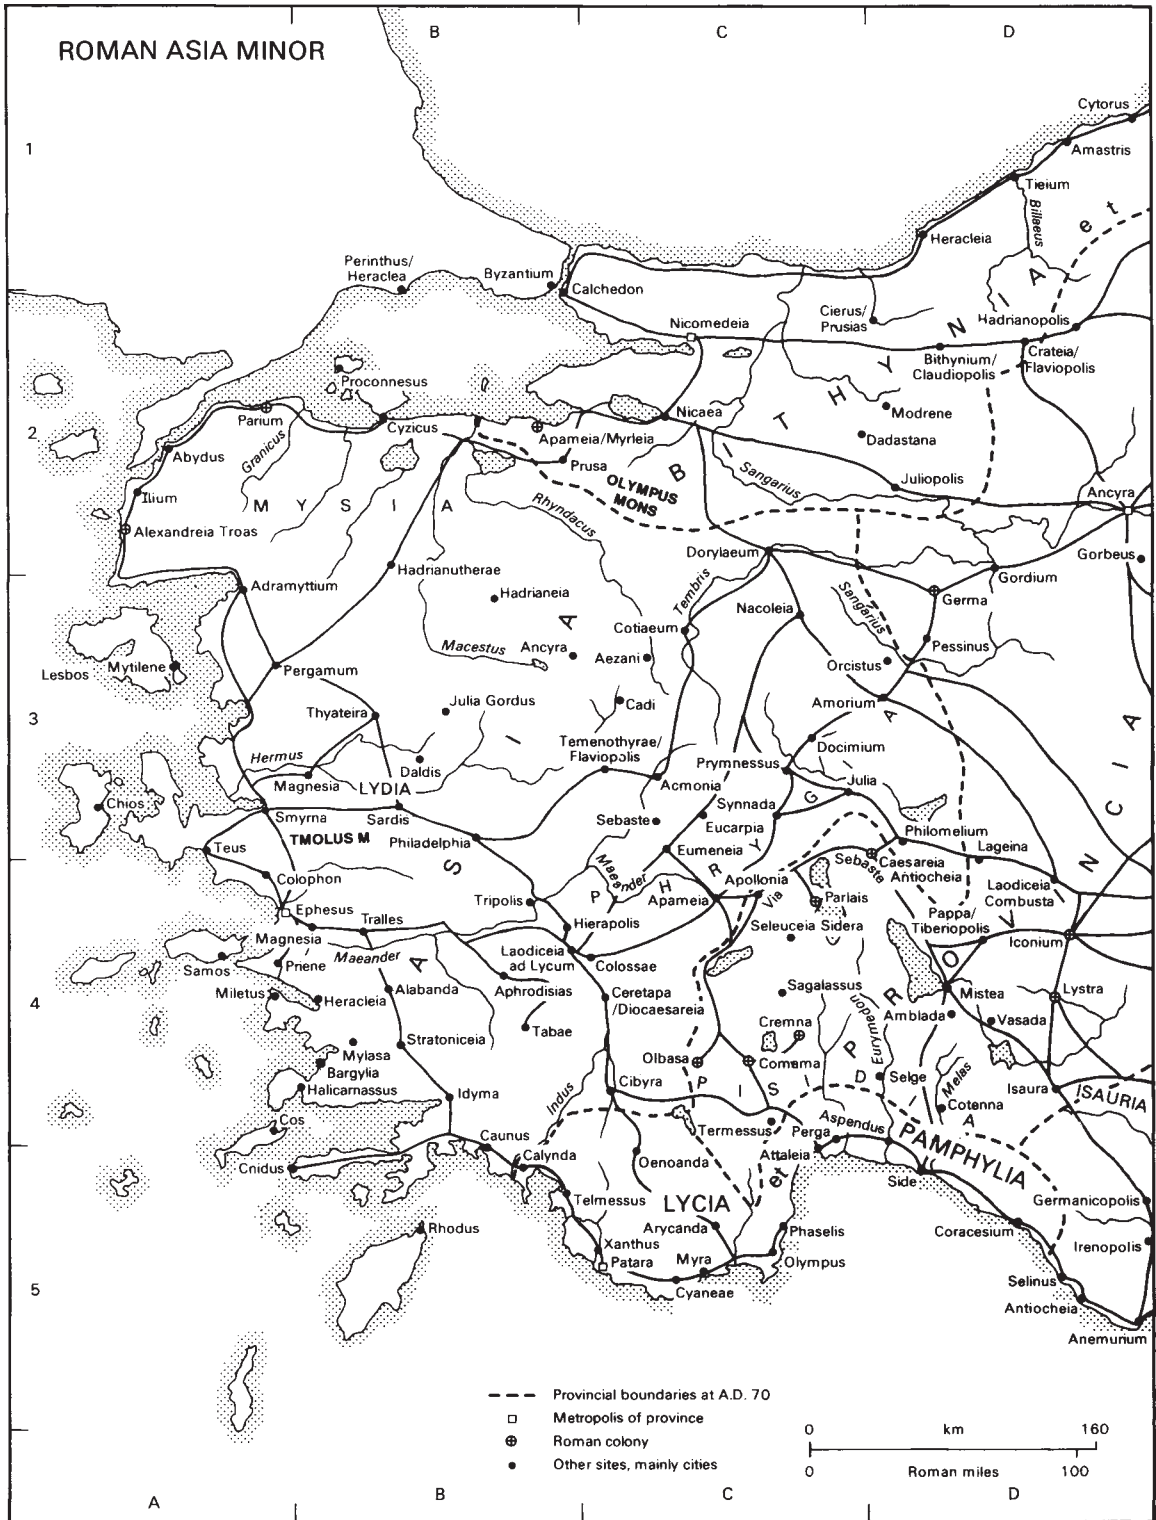 ROMAN ASIA MINOR
B
C
D
Cytorus
1
Amastris
Tieium
Billaeus
et
Heracleia
Perinthus/
Heraclea
Byzantium
Calchedon
Cierus/
Prusias
Hadrianopolis
Nicomedeia
Bithynium/
Claudiopolis
Crateia/
Flaviopolis
Proconnesus
BITHYNIA
Modrene
Parium
Cyzicus
Nicaea
2
Apameia/Myrleia
Dadastana
Abydus
Granicus
Prusa
Sangarius
Juliopolis
Ilium
OLYMPUS
MONS
Ancyra
MYSIA
Rhyndacus
Alexandreia Troas
Dorylaeum
Gorbeus
Hadrianutherae
Gordium
Adramyttium
Hadrianeia
Tembris
Nacoleia
Sangarius
Germa
Cotiaeum
Macestus
Ancyra
Aezani
Pessinus
Mytilene
Lesbos
Pergamum
Orcistus
Julia Gordus
Cadi
Amorium
3
Thyateira
Temenothyrae/
Flaviopolis
Docimium
Hermus
Daldis
Prymnessus
Magnesia
LYDIA
Acmonia
Julia
Chios
Synnada
Smyrna
Sardis
Sebaste
Eucarpia
TMOLUS M
Philadelphia
Philomelium
Teus
Eumeneia
Sebaste
Caesareia
Antiocheia
Lageina
Colophon
Maeander
Apollonia
Laodiceia
Combusta
PHRYGIA
Tripolis
Apameia
Via
Parlais
Pappa/
Tiberiopolis
Ephesus
Tralles
Hierapolis
Seleuceia Sidera
Iconium
Magnesia
Maeander
Laodiceia
ad Lycum
Colossae
Samos
Priene
ASIA
Sagalassus
Mistea
Lystra
Miletus
Heracleia
Alabanda
Aphrodisias
Ceretapa
/Diocaesareia
4
Eurymedon
Amblada
Vasada
Cremna
Tabae
Mylasa
Stratoniceia
Olbasa
Comama
Bargylia
Selge
Melas
Halicarnassus
Idyma
Indus
Cibyra
PISIDIA
Isaura
ISAURIA
Cotenna
Cos
Termessus
Perga
Aspendus
PAMPHYLIA
Caunus
Attaleia
Cnidus
Calynda
Oenoanda
et
Side
Telmessus
LYCIA
Germanicopolis
Rhodus
Arycanda
Phaselis
Coracesium
Xanthus
Irenopolis
Patara
Myra
Olympus
5
Selinus
Cyaneae
Antiocheia
Anemurium
GALATIA
Provincial boundaries at A.D. 70
Metropolis of province
Roman colony
Other sites, mainly cities
0 km 160
0 Roman miles 100
A
B
C
D